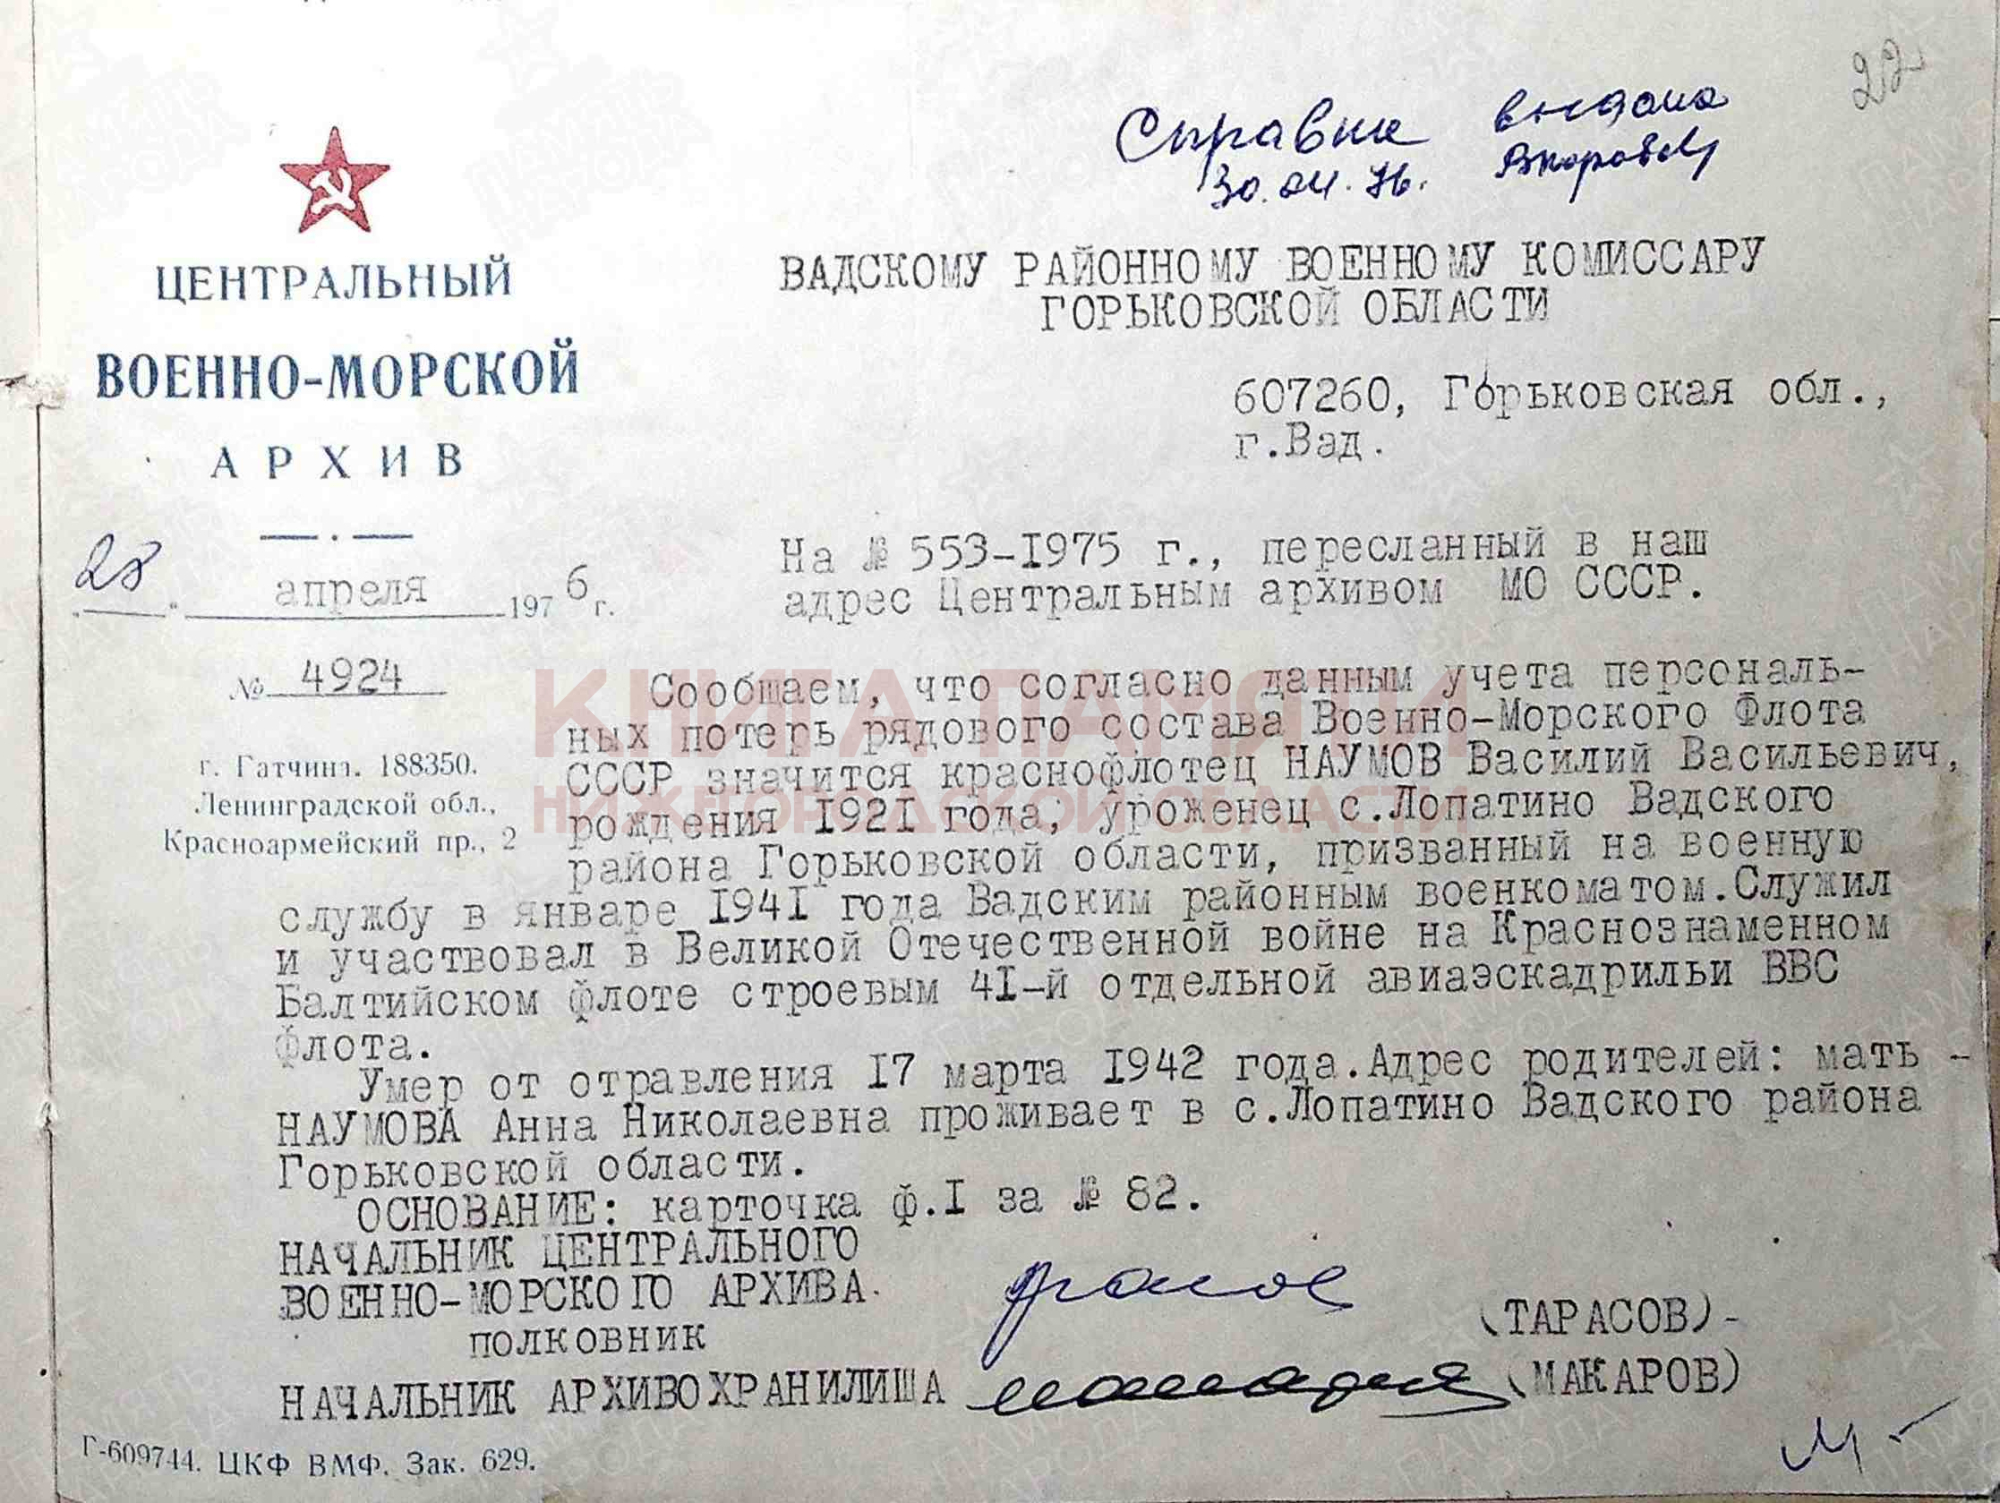 22
Справка выдана
30.04.76.
ЦЕНТРАЛЬНЫЙ
ВОЕННО-МОРСКОЙ
АРХИВ
28 апреля 1976 г.
№ 4924
г. Гатчина. 188350.
Ленинградской обл.,
Красноармейский пр., 2
ВАДСКОМУ РАЙОННОМУ ВОЕННОМУ КОМИССАРУ
ГОРЬКОВСКОЙ ОБЛАСТИ
607260, Горьковская обл.,
г.Вад.
На № 553-1975 г., пересланный в наш
адрес Центральным архивом МО СССР.
Сообщаем, что согласно данным учета персональ-
ных потерь рядового состава Военно-Морского Флота
СССР значится краснофлотец НАУМОВ Василий Васильевич,
рождения 1921 года, уроженец с.Лопатино Вадского
района Горьковской области, призванный на военную
службу в январе 1941 года Вадским районным военкоматом.Служил
и участвовал в Великой Отечественной войне на Краснознаменном
Балтийском флоте строевым 41-й отдельной авиаэскадрильи ВВС
Флота.
Умер от отравления 17 марта 1942 года.Адрес родителей: мать -
НАУМОВА Анна Николаевна проживает в с.Лопатино Вадского района
Горьковской области.
ОСНОВАНИЕ: карточка ф.I за № 82.
НАЧАЛЬНИК ЦЕНТРАЛЬНОГО
ВОЕННО-МОРСКОГО АРХИВА
ПОЛКОВНИК
(ТАРАСОВ)-
НАЧАЛЬНИК АРХИВОХРАНИЛИЩА
(МАКАРОВ)
Г-609744. ЦКФ ВМФ. Зак. 629.
КНИГА ПАМЯТИ
НИЖЕГОРОДСКОЙ ОБЛАСТИ